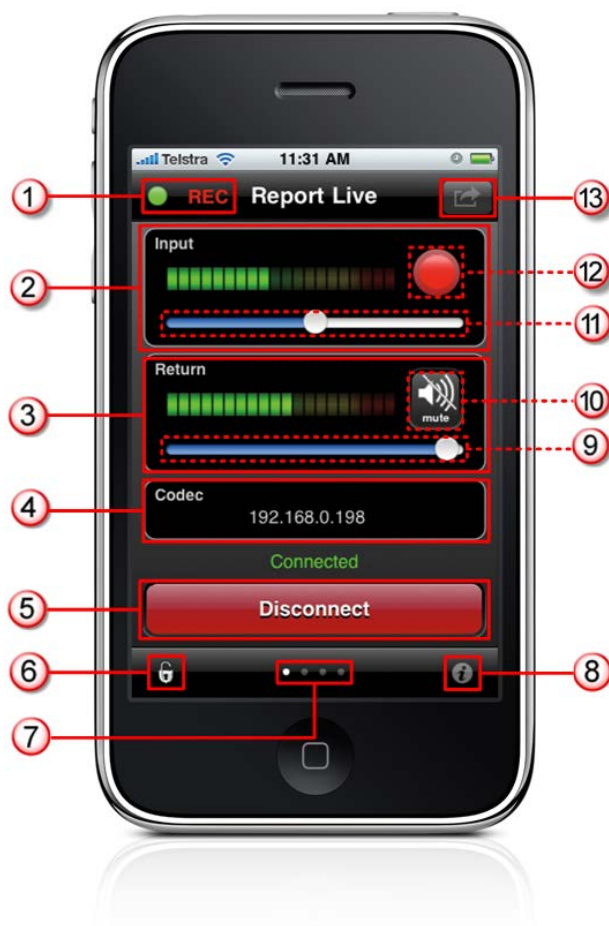 Telstra 11:31 AM
1 REC Report Live 13
Input
12
2
11
Return
3
mute
10
9
Codec
4
192.168.0.198
Connected
5 Disconnect
6 i 8
7